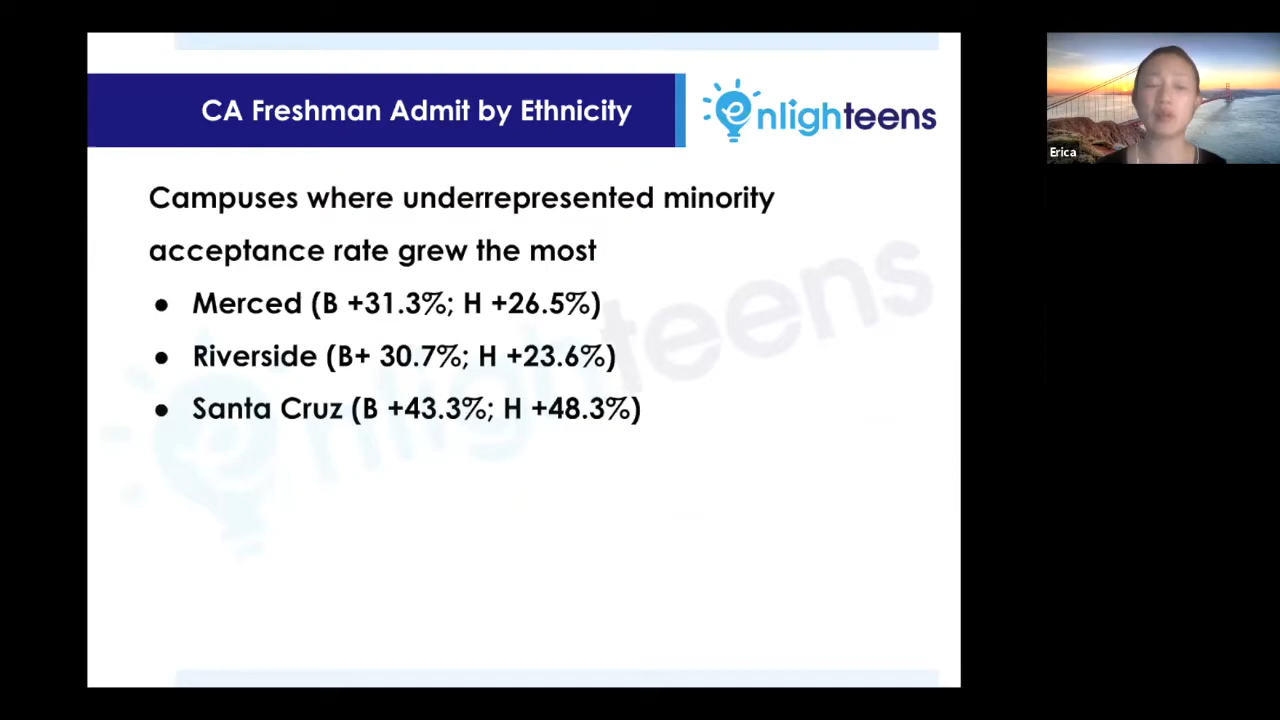 CA Freshman Admit by Ethnicity
enlighteens
Erica
Campuses where underrepresented minority
acceptance rate grew the most
● Merced (B +31.3%; H +26.5%)
● Riverside (B+ 30.7%; H +23.6%)
● Santa Cruz (B +43.3%; H +48.3%)
enlighteens